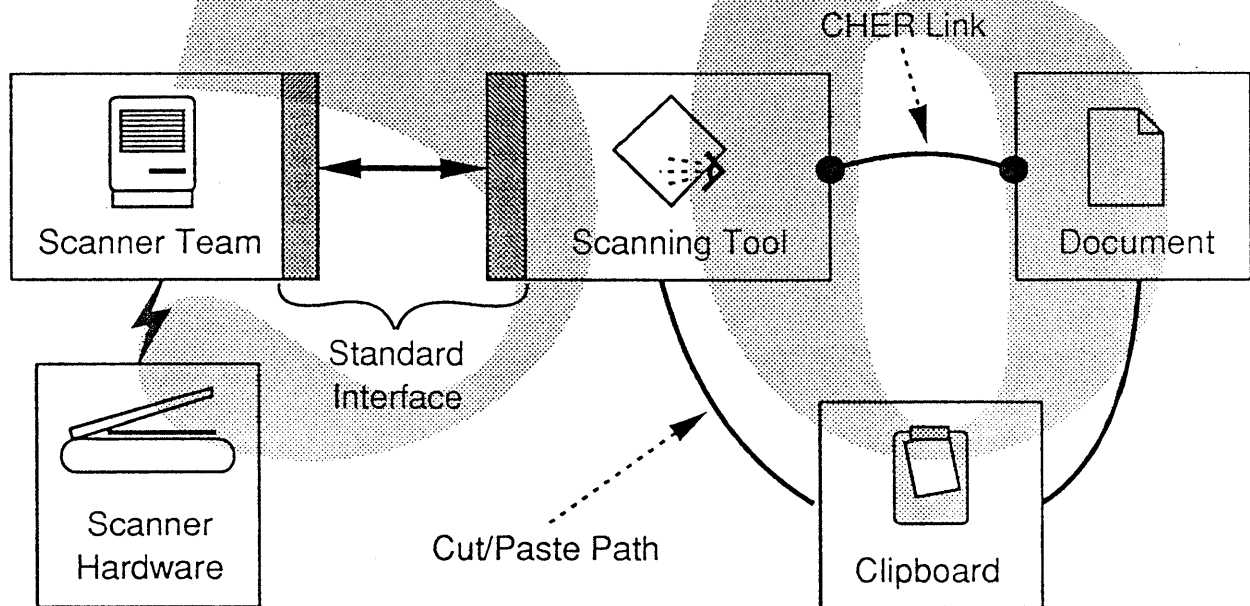 CHER Link
Scanner Team
Scanning Tool
Document
Standard
Interface
Scanner
Hardware
Cut/Paste Path
Clipboard